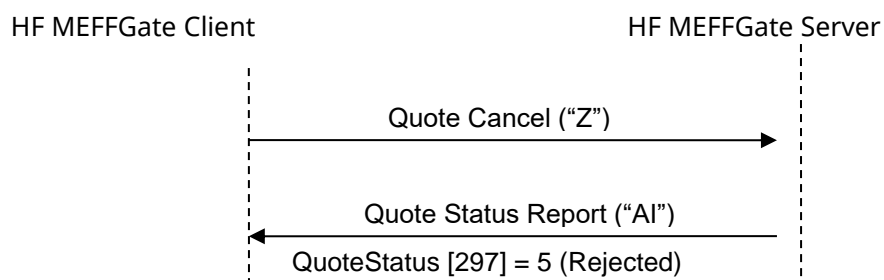 HF MEFFGate Client
HF MEFFGate Server
Quote Cancel (“Z”)
Quote Status Report (“AI”)
QuoteStatus [297] = 5 (Rejected)